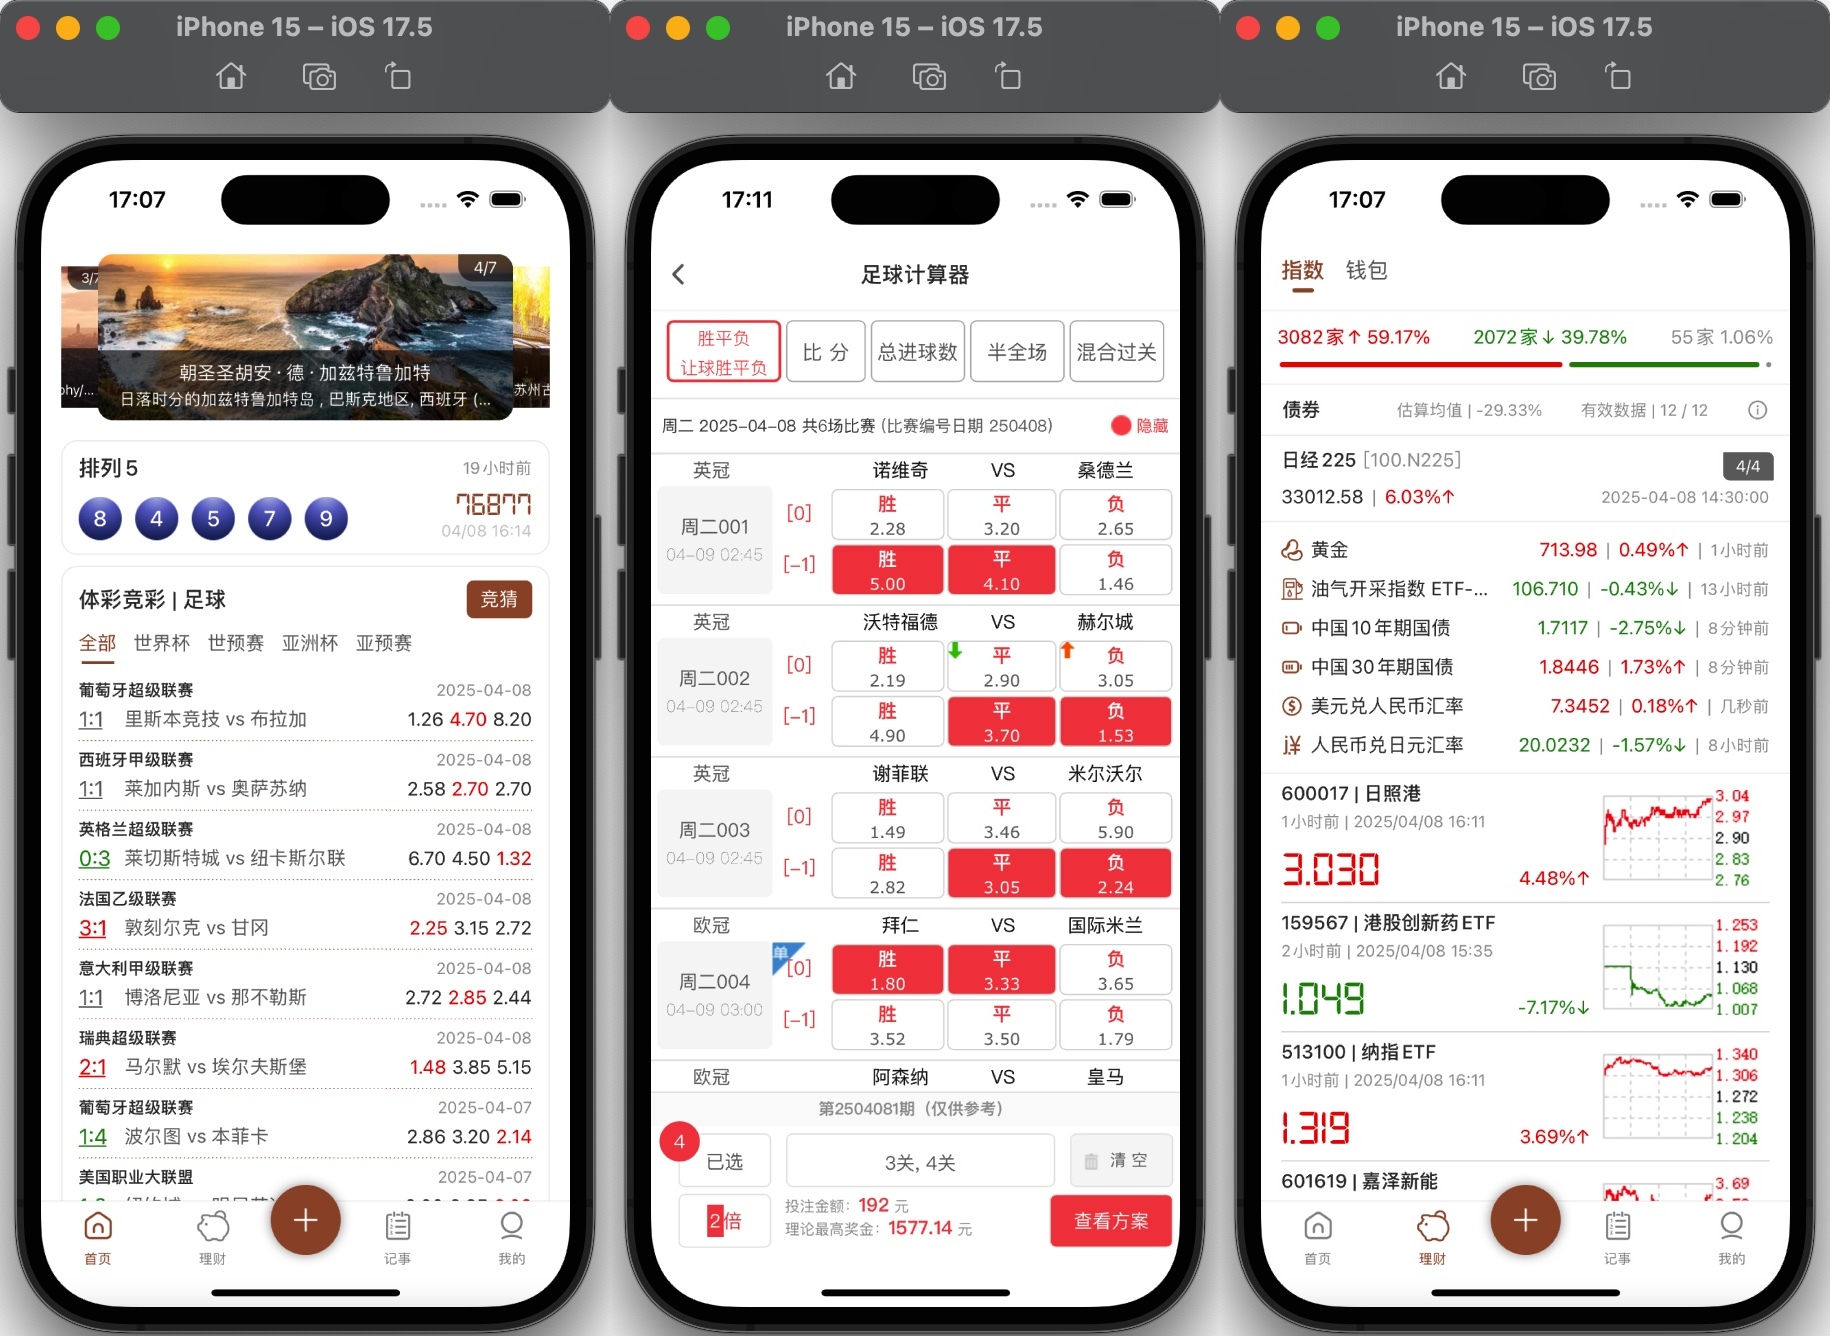 iPhone 15 – iOS 17.5
17:07
3/7
4/7
朝圣圣胡安 · 德 · 加兹特鲁加特
phy/...
日落时分的加兹特鲁加特岛 , 巴斯克地区, 西班牙 (...
苏州古
排列 5
19 小时前
8 4 5 7 9
76877
04/08 16:14
体彩竞彩 | 足球
竞猜
全部 世界杯 世预赛 亚洲杯 亚预赛
葡萄牙超级联赛 2025-04-08
1:1 里斯本竞技 vs 布拉加 1.26 4.70 8.20
西班牙甲级联赛 2025-04-08
1:1 莱加内斯 vs 奥萨苏纳 2.58 2.70 2.70
英格兰超级联赛 2025-04-08
0:3 莱切斯特城 vs 纽卡斯尔联 6.70 4.50 1.32
法国乙级联赛 2025-04-08
3:1 敦刻尔克 vs 甘冈 2.25 3.15 2.72
意大利甲级联赛 2025-04-08
1:1 博洛尼亚 vs 那不勒斯 2.72 2.85 2.44
瑞典超级联赛 2025-04-08
2:1 马尔默 vs 埃尔夫斯堡 1.48 3.85 5.15
葡萄牙超级联赛 2025-04-07
1:4 波尔图 vs 本菲卡 2.86 3.20 2.14
美国职业大联盟 2025-04-07
首页 理财 记事 我的
iPhone 15 – iOS 17.5
17:11
足球计算器
胜平负
让球胜平负
比 分
总进球数
半全场
混合过关
周二 2025–04–08 共6场比赛 (比赛编号日期 250408)
隐藏
英冠 诺维奇 VS 桑德兰
周二001
04–09 02:45
[0] 胜 2.28 平 3.20 负 2.65
[–1] 胜 5.00 平 4.10 负 1.46
英冠 沃特福德 VS 赫尔城
周二002
04–09 02:45
[0] 胜 2.19 平 2.90 负 3.05
[–1] 胜 4.90 平 3.70 负 1.53
英冠 谢菲联 VS 米尔沃尔
周二003
04–09 02:45
[0] 胜 1.49 平 3.46 负 5.90
[–1] 胜 2.82 平 3.05 负 2.24
欧冠 拜仁 VS 国际米兰
单
周二004
04–09 03:00
[0] 胜 1.80 平 3.33 负 3.65
[–1] 胜 3.52 平 3.50 负 1.79
欧冠 阿森纳 VS 皇马
第2504081期（仅供参考）
4
已选
3关, 4关
清 空
2倍
投注金额: 192 元
理论最高奖金: 1577.14 元
查看方案
iPhone 15 – iOS 17.5
17:07
指数 钱包
3082家↑ 59.17% 2072家↓ 39.78% 55家 1.06%
债券 估算均值 | -29.33% 有效数据 | 12 / 12
日经 225 [100.N225]
4/4
33012.58 | 6.03%↑ 2025-04-08 14:30:00
黄金 713.98 | 0.49%↑ | 1小时前
油气开采指数 ETF-... 106.710 | -0.43%↓ | 13小时前
中国10年期国债 1.7117 | -2.75%↓ | 8分钟前
中国30年期国债 1.8446 | 1.73%↑ | 8分钟前
美元兑人民币汇率 7.3452 | 0.18%↑ | 几秒前
人民币兑日元汇率 20.0232 | -1.57%↓ | 8小时前
600017 | 日照港
1小时前 | 2025/04/08 16:11
3.030
4.48%↑
3.04
2.97
2.90
2.83
2.76
159567 | 港股创新药ETF
2小时前 | 2025/04/08 15:35
1.049
-7.17%↓
1.253
1.192
1.130
1.068
1.007
513100 | 纳指ETF
1小时前 | 2025/04/08 16:11
1.319
3.69%↑
1.340
1.306
1.272
1.238
1.204
601619 | 嘉泽新能
3.69
首页 理财 记事 我的